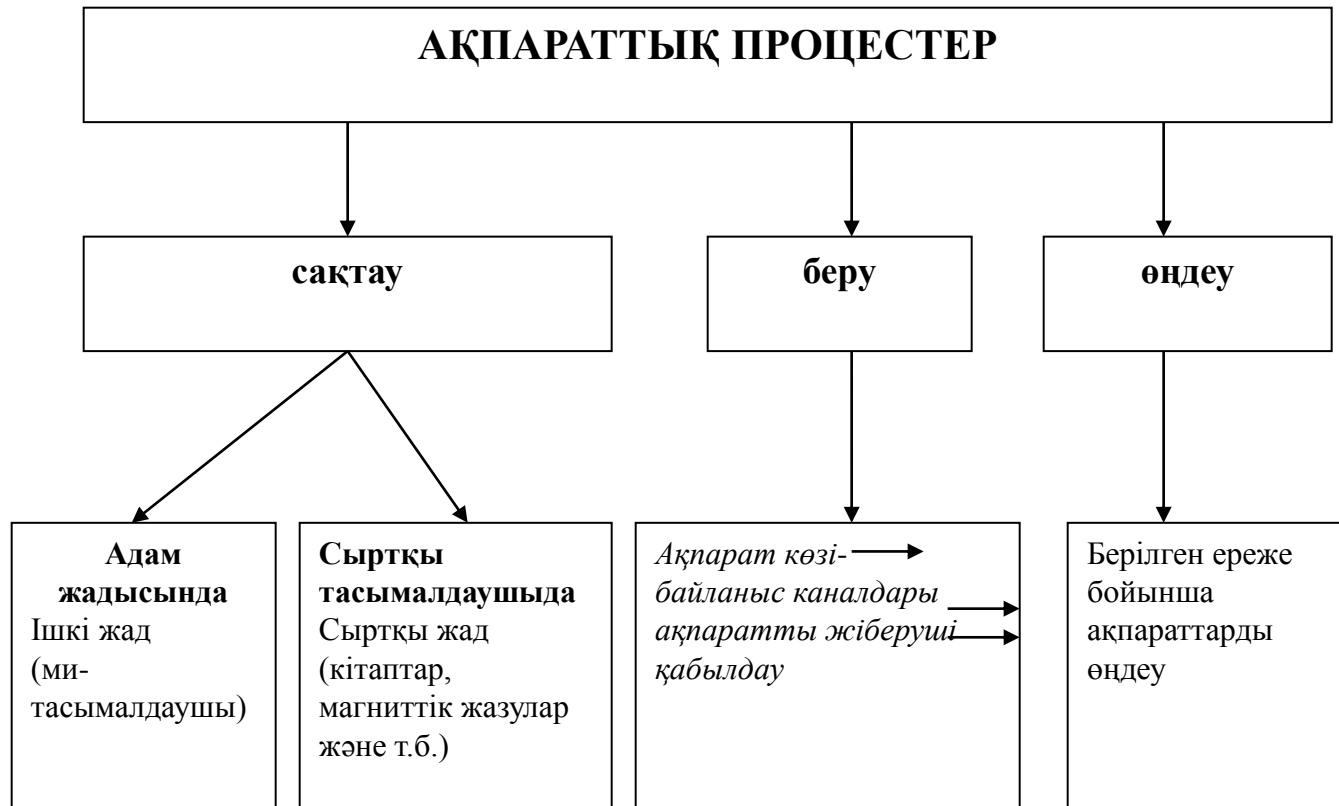 АҚПАРАТТЫҚ ПРОЦЕСТЕР
сақтау
беру
өңдеу
Адам
жадысында
Ішкі жад
(ми-
тасымалдаушы)
Сыртқы
тасымалдаушыда
Сыртқы жад
(кітаптар,
магниттік жазулар
және т.б.)
Ақпарат көзі-
байланыс каналдары
ақпаратты жіберуші
қабылдау
Берілген ереже
бойынша
ақпараттарды
өңдеу